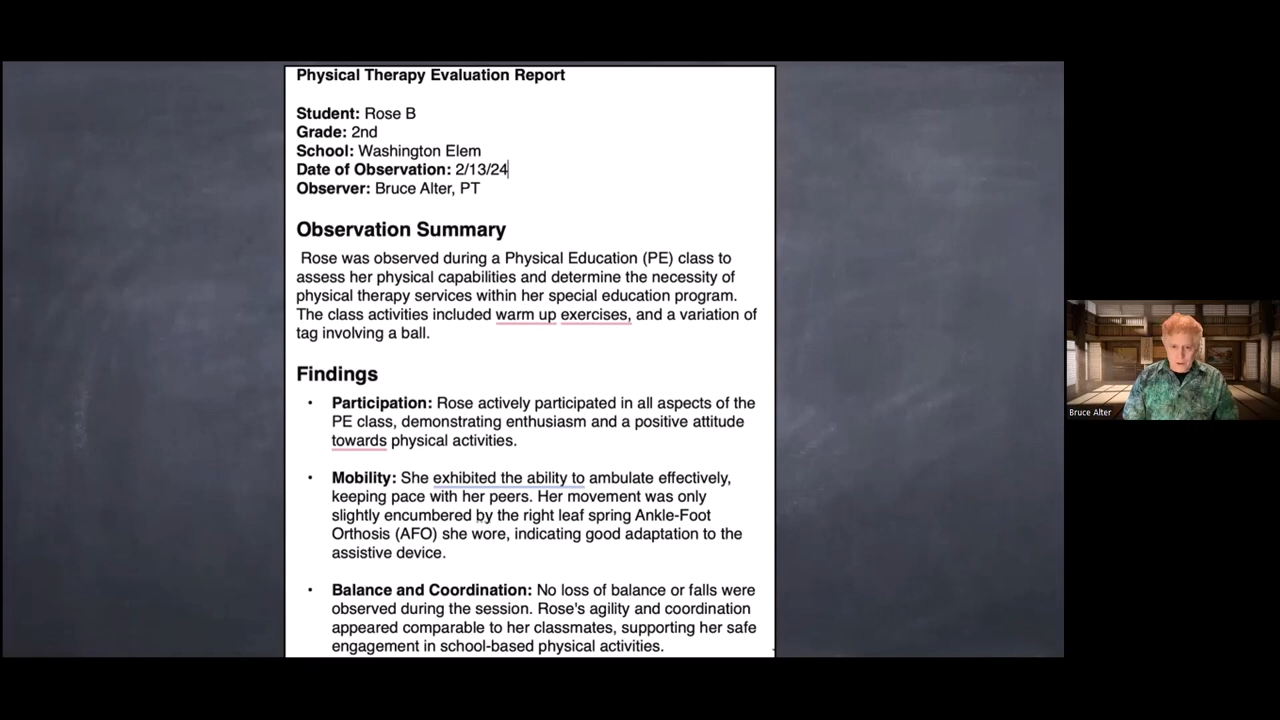 Physical Therapy Evaluation Report
Student: Rose B
Grade: 2nd
School: Washington Elem
Date of Observation: 2/13/24
Observer: Bruce Alter, PT
Observation Summary
Rose was observed during a Physical Education (PE) class to
assess her physical capabilities and determine the necessity of
physical therapy services within her special education program.
The class activities included warm up exercises, and a variation of
tag involving a ball.
Findings
• Participation: Rose actively participated in all aspects of the
PE class, demonstrating enthusiasm and a positive attitude
towards physical activities.
• Mobility: She exhibited the ability to ambulate effectively,
keeping pace with her peers. Her movement was only
slightly encumbered by the right leaf spring Ankle-Foot
Orthosis (AFO) she wore, indicating good adaptation to the
assistive device.
• Balance and Coordination: No loss of balance or falls were
observed during the session. Rose's agility and coordination
appeared comparable to her classmates, supporting her safe
engagement in school-based physical activities.
Bruce Alter